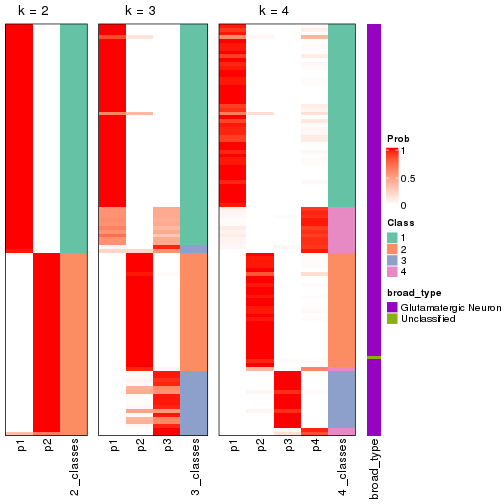 k = 2
k = 3
k = 4
Prob
1
0.5
0
Class
1
2
3
4
broad_type
Glutamatergic Neuron
Unclassified
p1
p2
2_classes
p1
p2
p3
3_classes
p1
p2
p3
p4
4_classes
broad_type